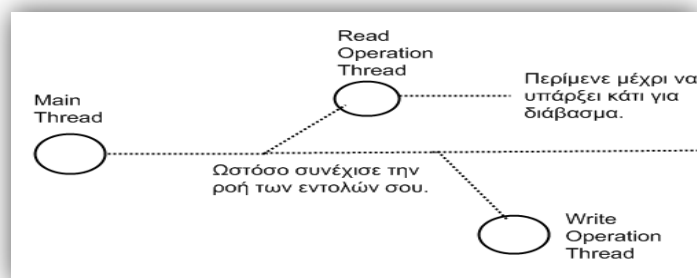 Read
Operation
Thread
Περίμενε μέχρι να
υπάρξει κάτι για
διάβασμα.
Main
Thread
Ωστόσο συνέχισε την
ροή των εντολών σου.
Write
Operation
Thread